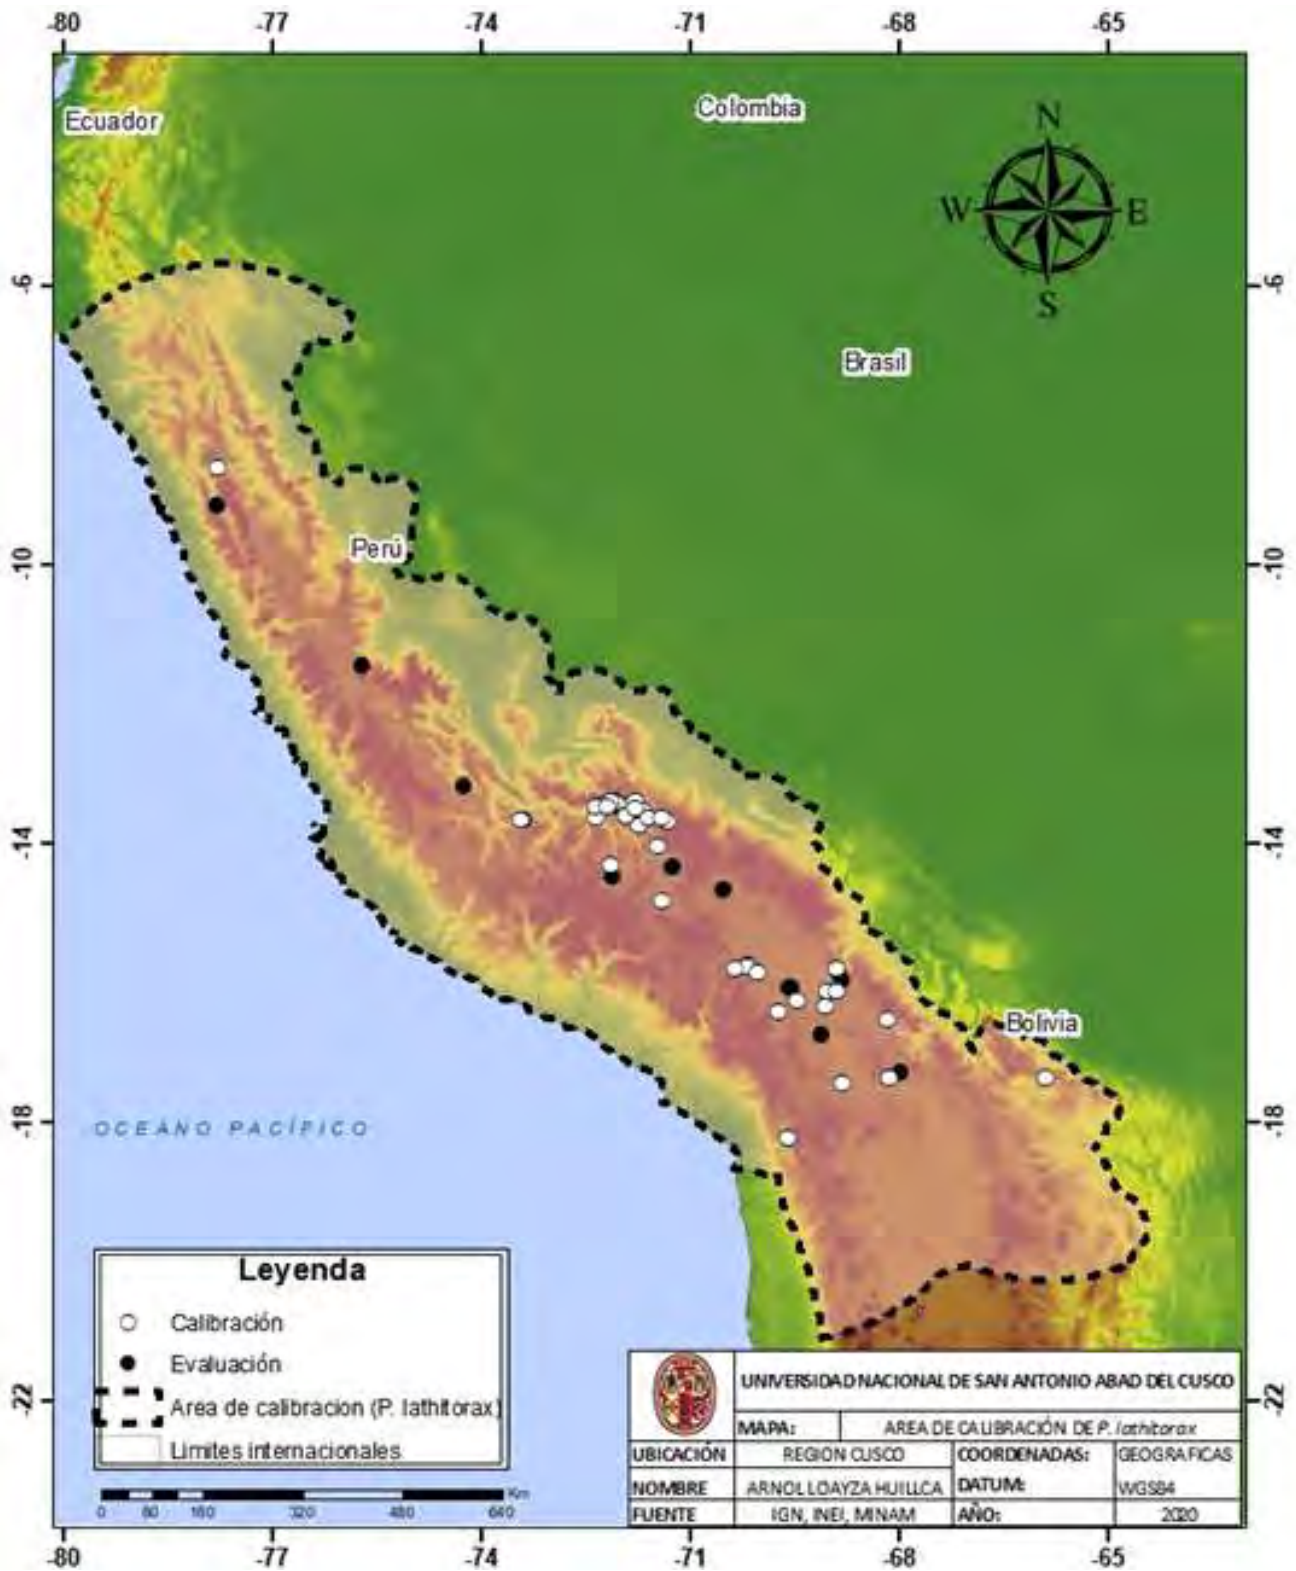 -80 -77 -74 -71 -68 -65
Ecuador
Colombia
N
W E
S
-6 -6
Brasil
Perú
-10 -10
-14 -14
Bolivia
-18 -18
OCEANO PACÍFICO
Leyenda
Calibración
Evaluación
Area de calibracion (P. lathitorax)
Limites internacionales
-22 -22
Km
0 80 160 320 480 640
UNIVERSIDAD NACIONAL DE SAN ANTONIO ABAD DEL CUSCO
MAPA: AREA DE CALIBRACIÓN DE P. lathitorax
UBICACIÓN REGION CUSCO COORDENADAS: GEOGRAFICAS
NOMBRE ARNOL LOAYZA HUILLCA DATUM: WGS84
FUENTE IGN, INEI, MINAM AÑO: 2020
-80 -77 -74 -71 -68 -65